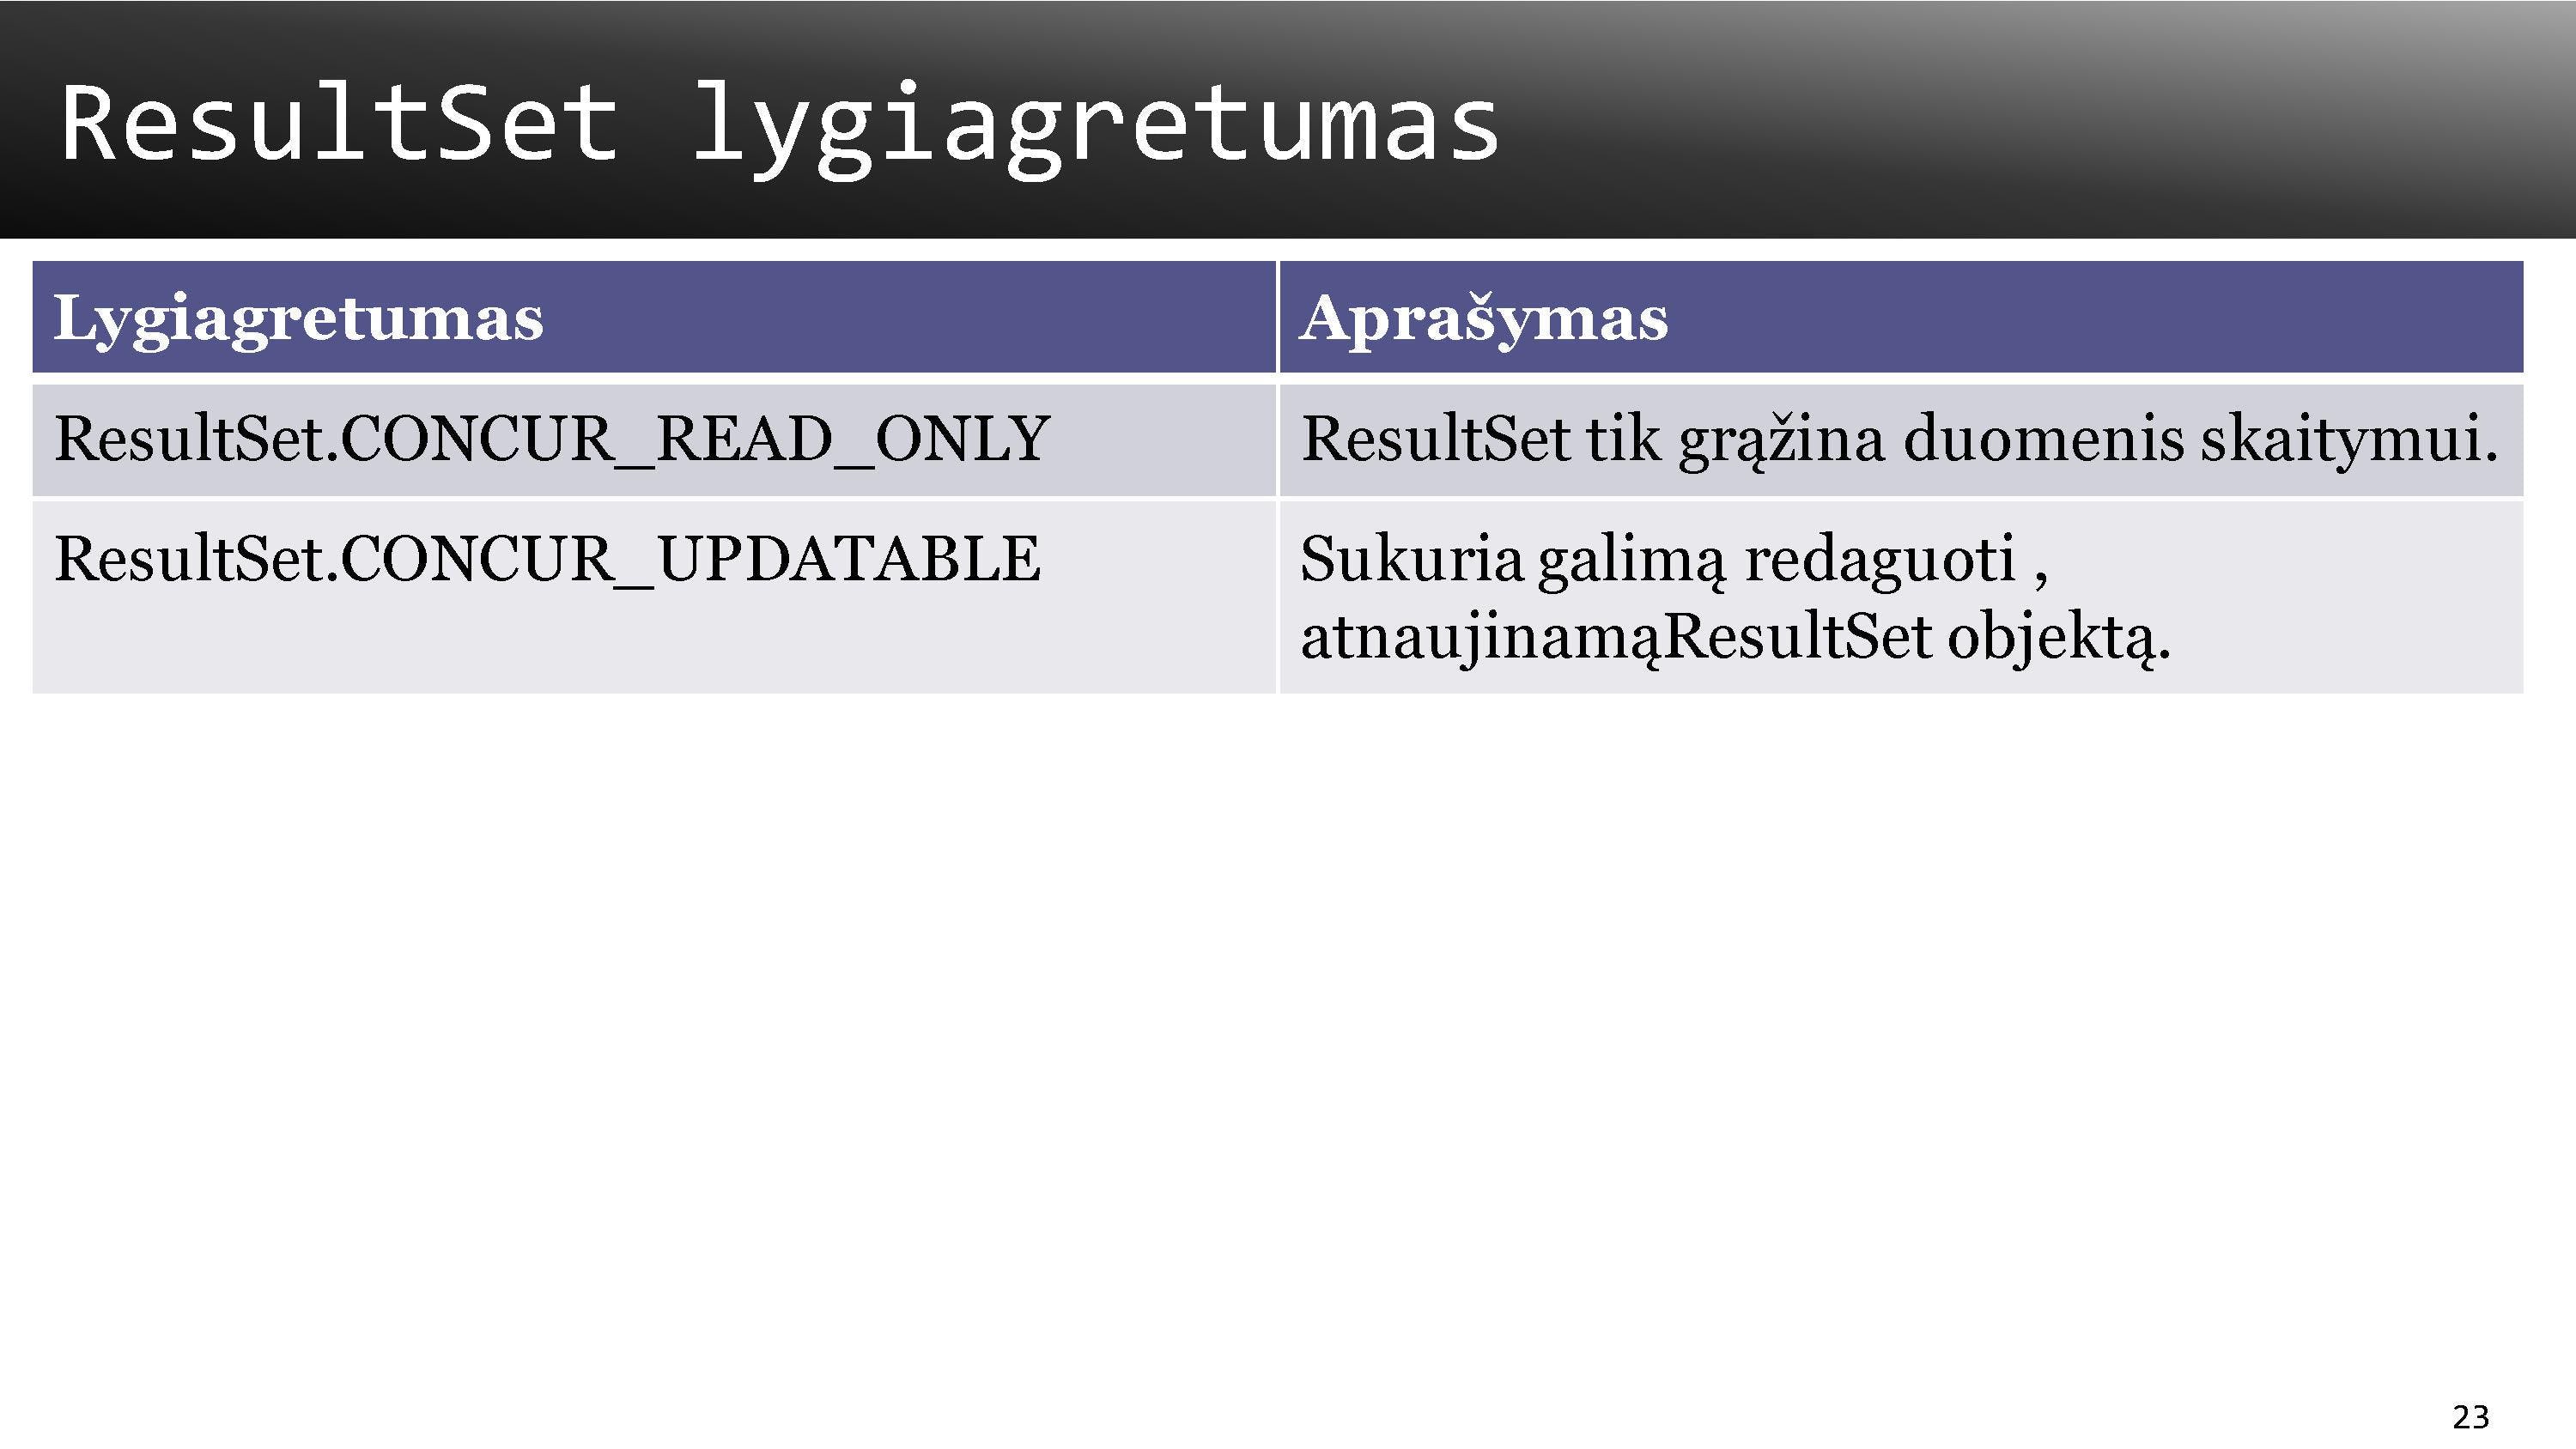 ResultSet lygiagretumas
Lygiagretumas
Aprašymas
ResultSet.CONCUR_READ_ONLY
ResultSet tik grąžina duomenis skaitymui.
ResultSet.CONCUR_UPDATABLE
Sukuria galimą redaguoti ,
atnaujinamąResultSet objektą.
23